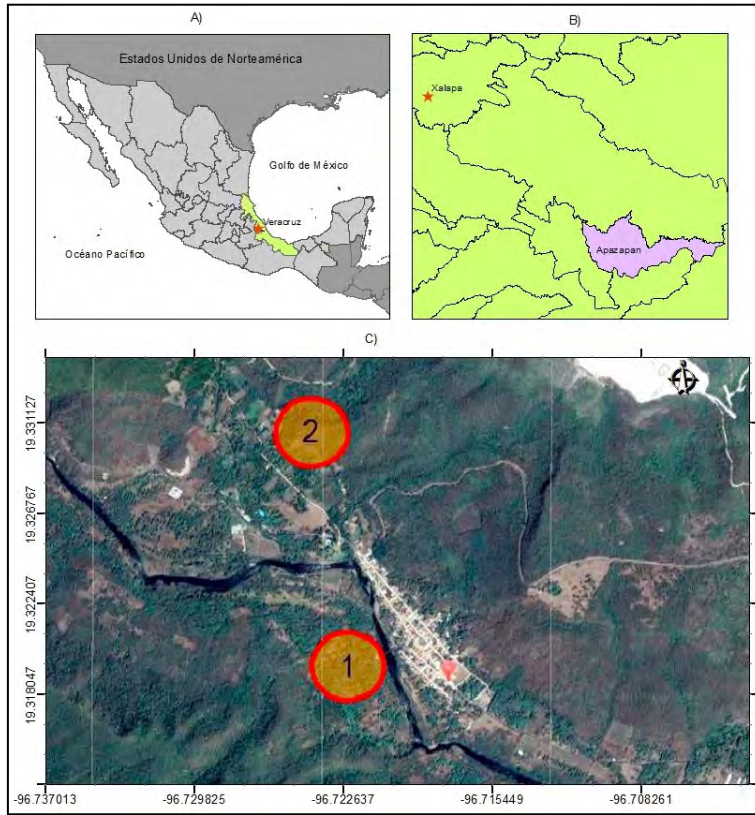 A)
Estados Unidos de Norteamérica
Golfo de México
Veracruz
Océano Pacífico
B)
Xalapa
Apazapan
C)
2
1
19.331127
19.326767
19.322407
19.318047
-96.737013
-96.729825
-96.722637
-96.715449
-96.708261